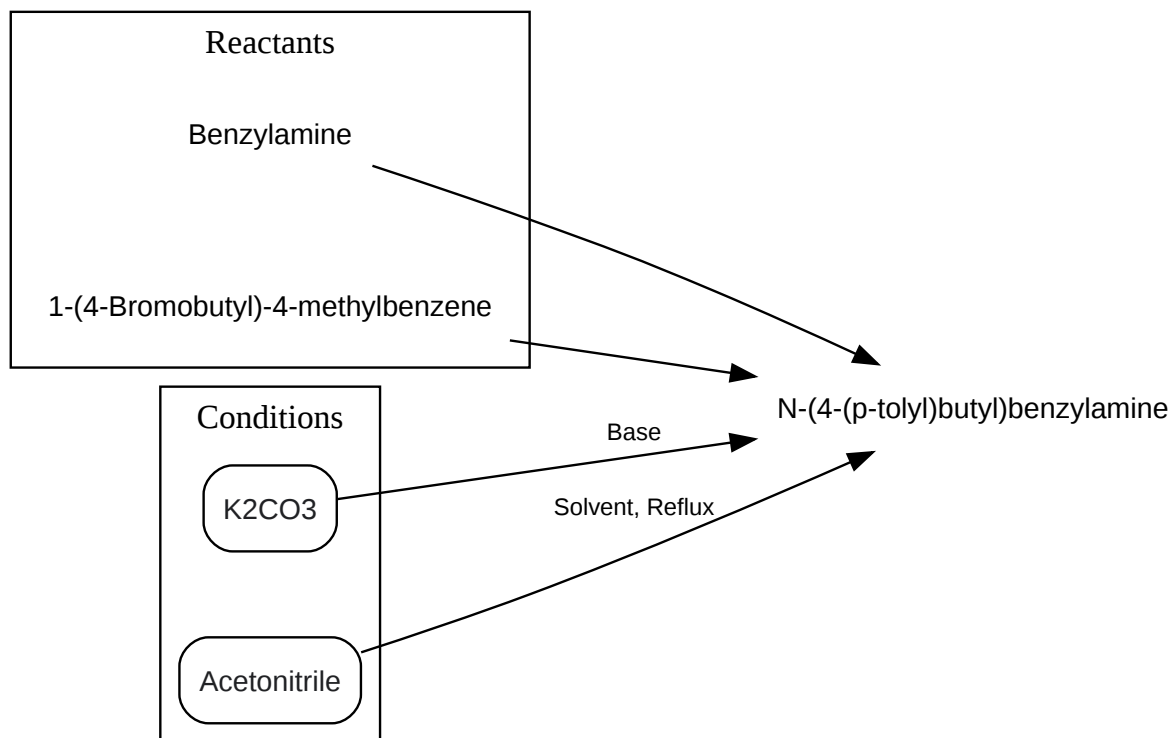 Reactants
Benzylamine
1-(4-Bromobutyl)-4-methylbenzene
Conditions
K2CO3
Acetonitrile
Base
Solvent, Reflux
N-(4-(p-tolyl)butyl)benzylamine